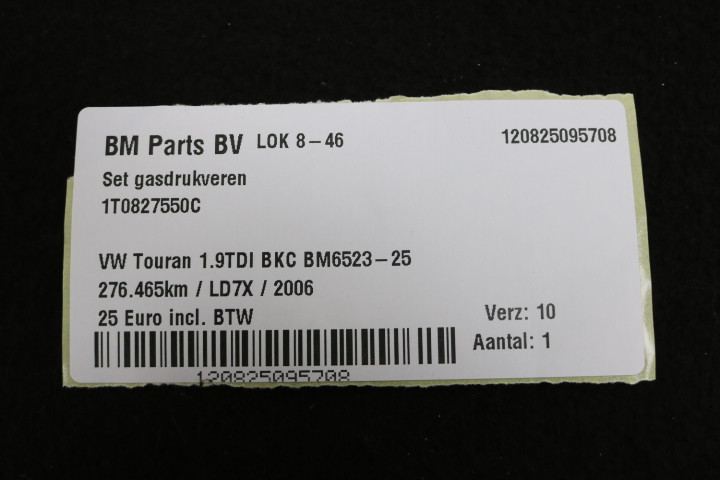 BM Parts BV LOK 8-46 120825095708
Set gasdrukveren
1T0827550C
VW Touran 1.9TDI BKC BM6523-25
276.465km / LD7X / 2006
25 Euro incl. BTW Verz: 10
Aantal: 1
120825095708